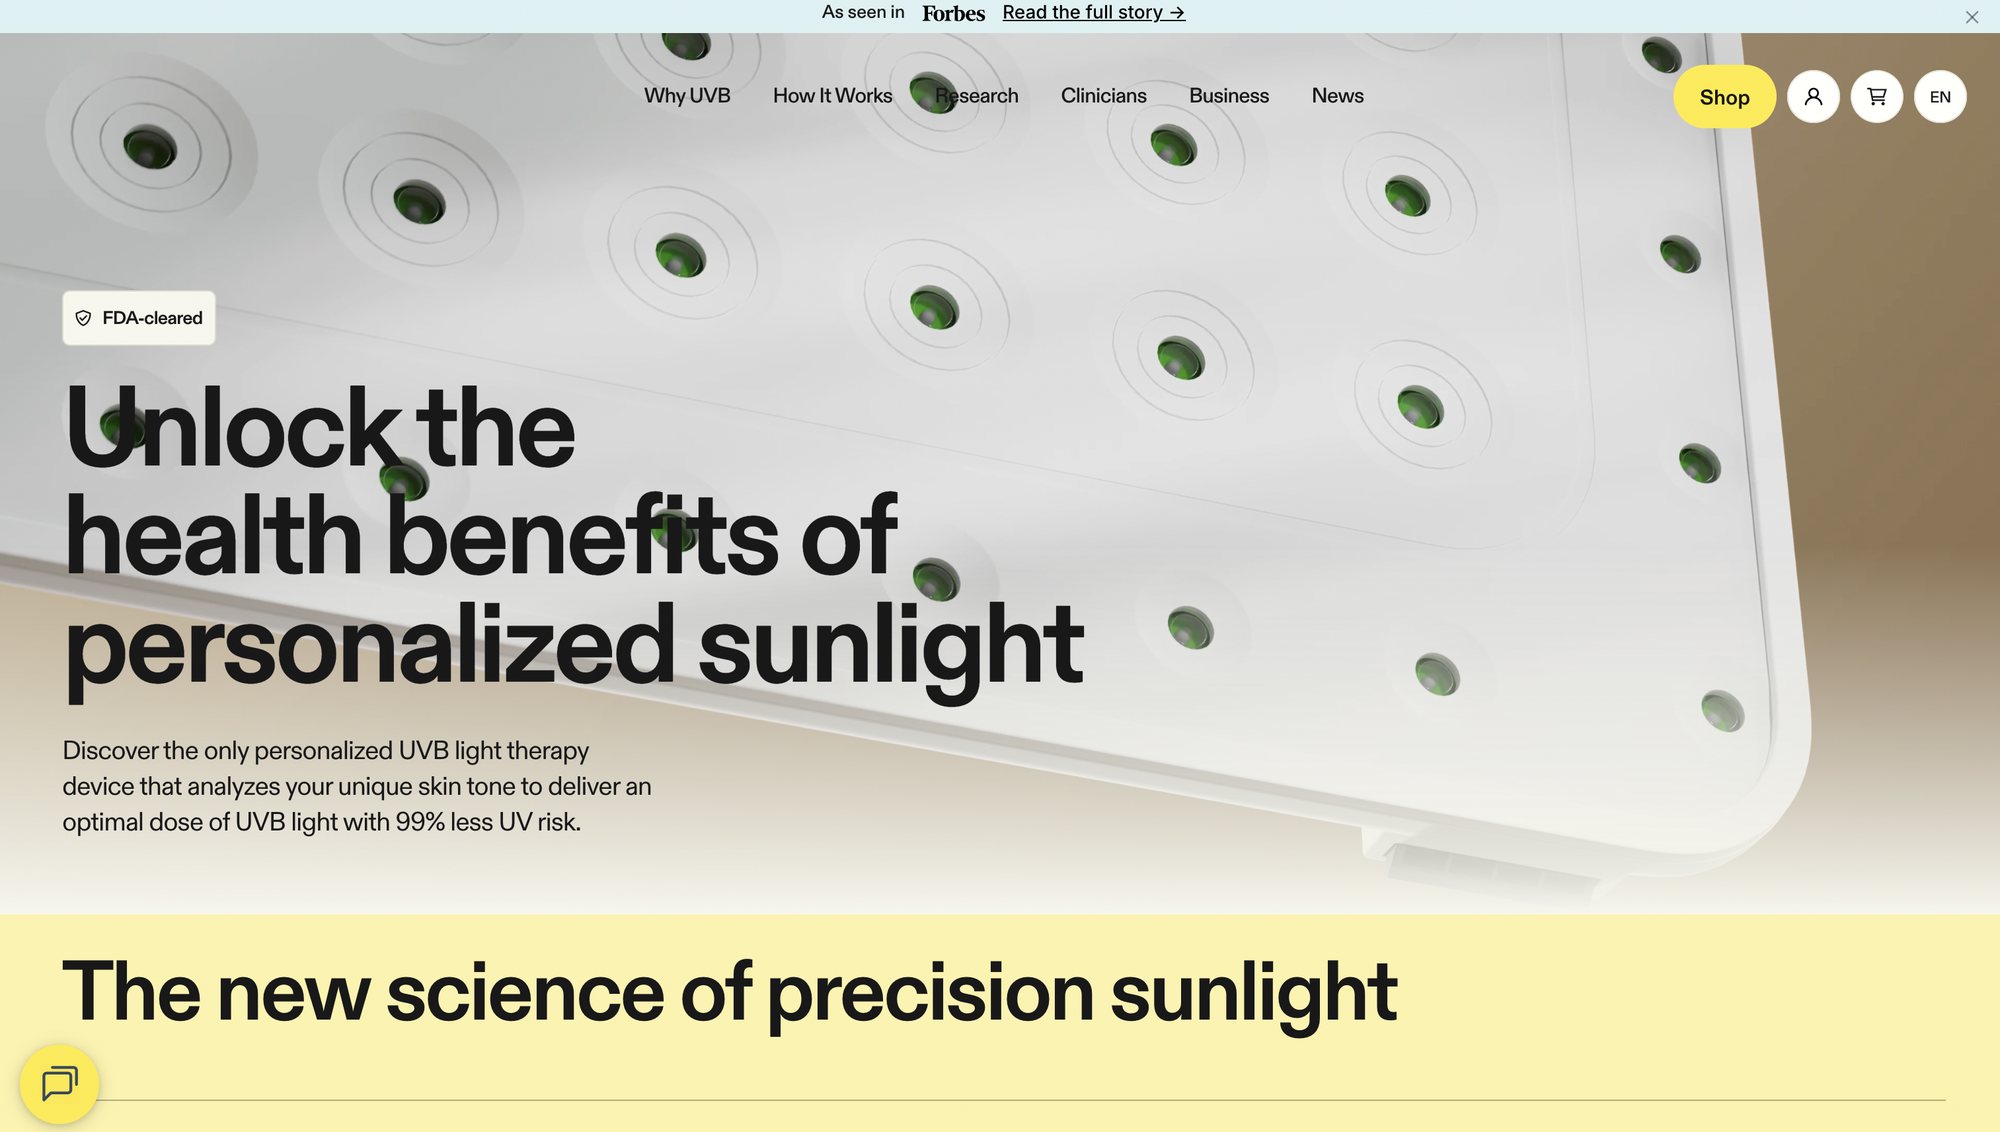 As seen in Forbes Read the full story →
Why UVB How It Works Research Clinicians Business News Shop EN
FDA-cleared
Unlock the
health benefits of
personalized sunlight
Discover the only personalized UVB light therapy
device that analyzes your unique skin tone to deliver an
optimal dose of UVB light with 99% less UV risk.
The new science of precision sunlight